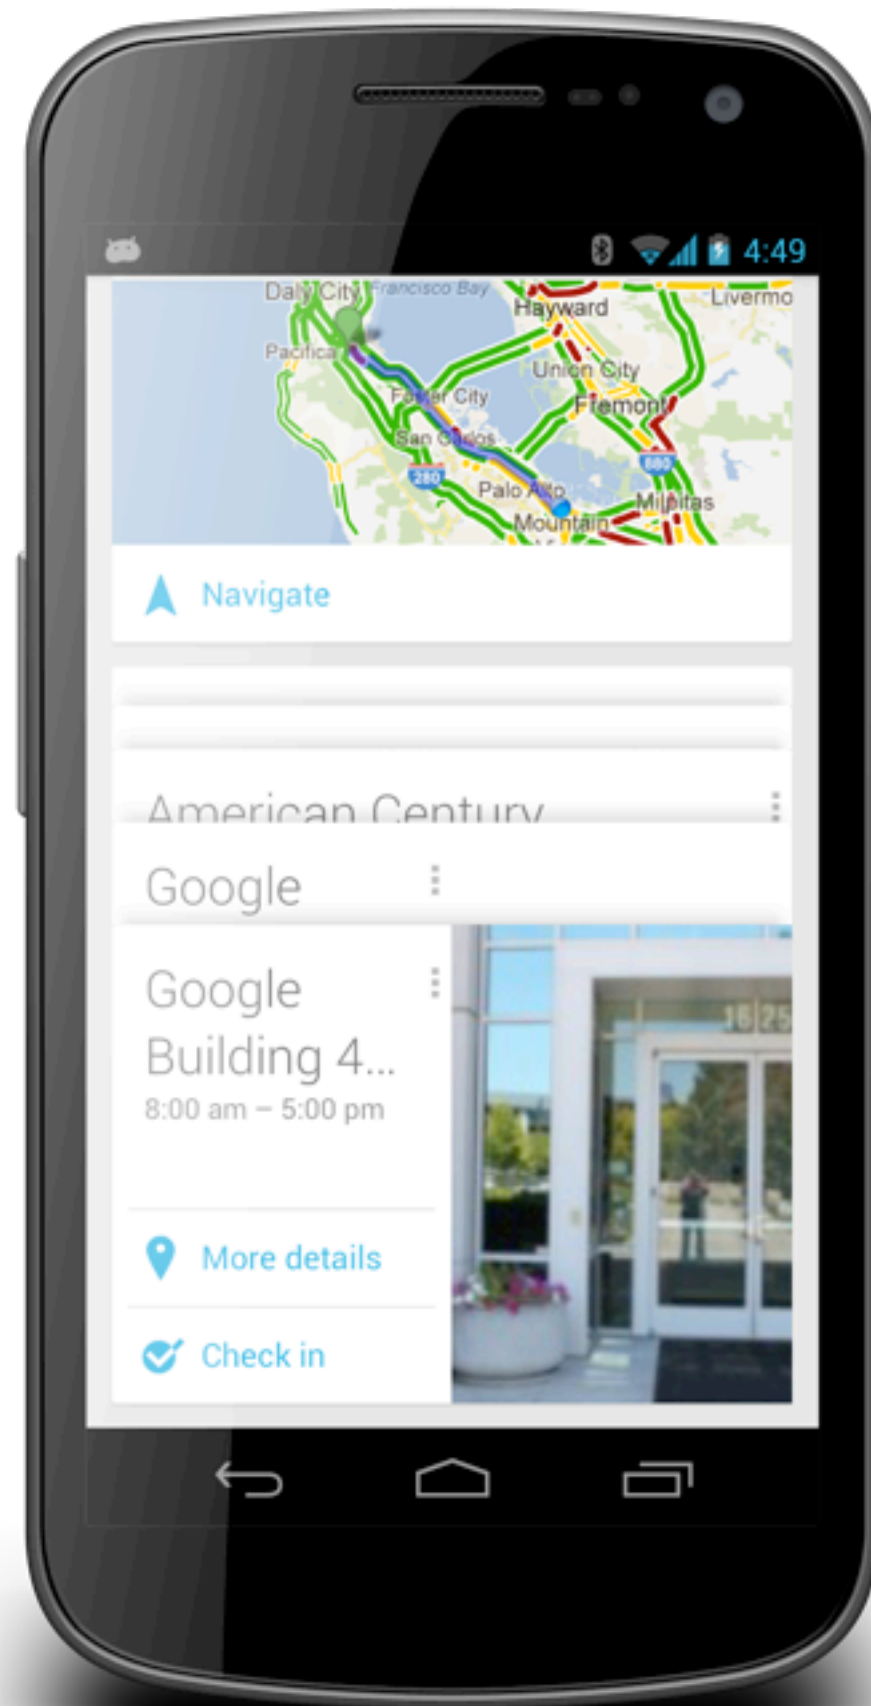 4:49
Daly City
Francisco Bay
Hayward
Livermo
Pacifica
Union City
Foster City
Fremont
San Carlos
280
880
Palo Alto
Milpitas
Mountain
Navigate
American Century
Google
Google
Building 4...
8:00 am – 5:00 pm
1625
More details
Check in